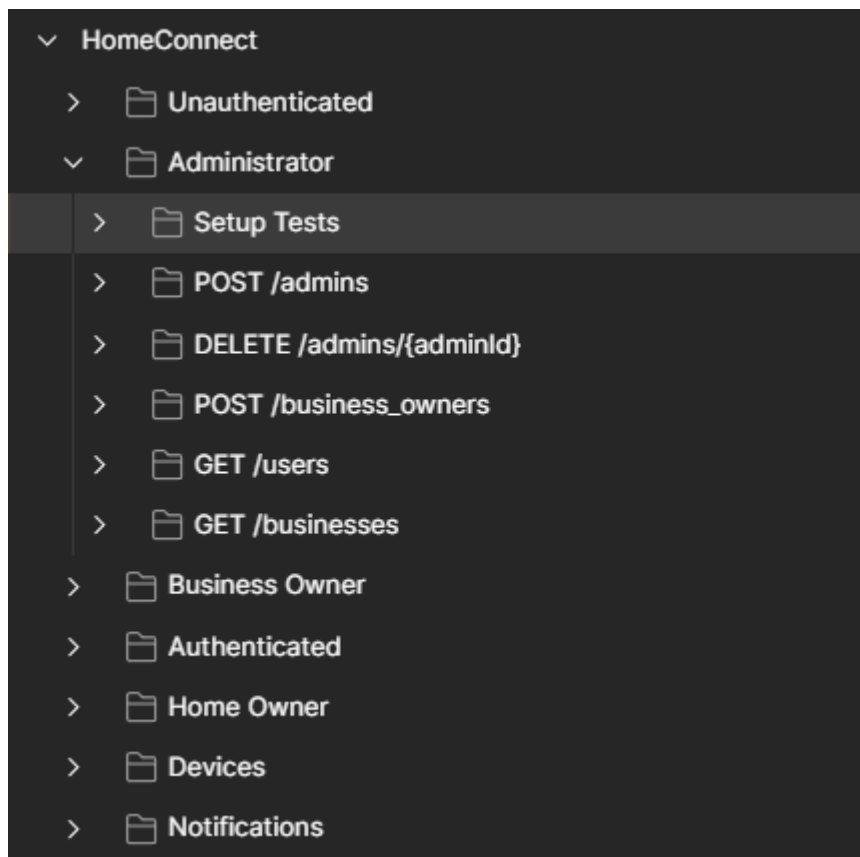 HomeConnect
Unauthenticated
Administrator
Setup Tests
POST /admins
DELETE /admins/{adminId}
POST /business_owners
GET /users
GET /businesses
Business Owner
Authenticated
Home Owner
Devices
Notifications